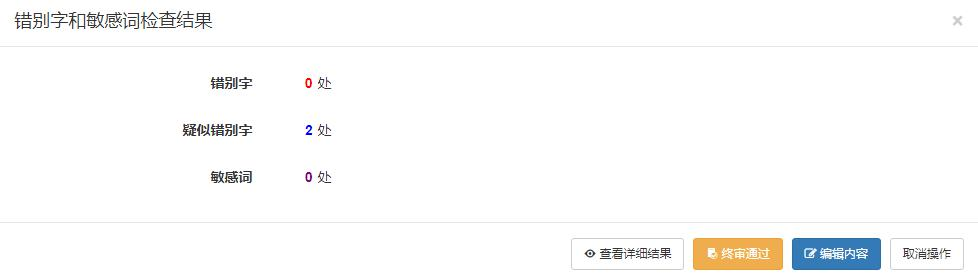 错别字和敏感词检查结果
×
错别字 0 处
疑似错别字 2 处
敏感词 0 处
查看详细结果 终审通过 编辑内容 取消操作